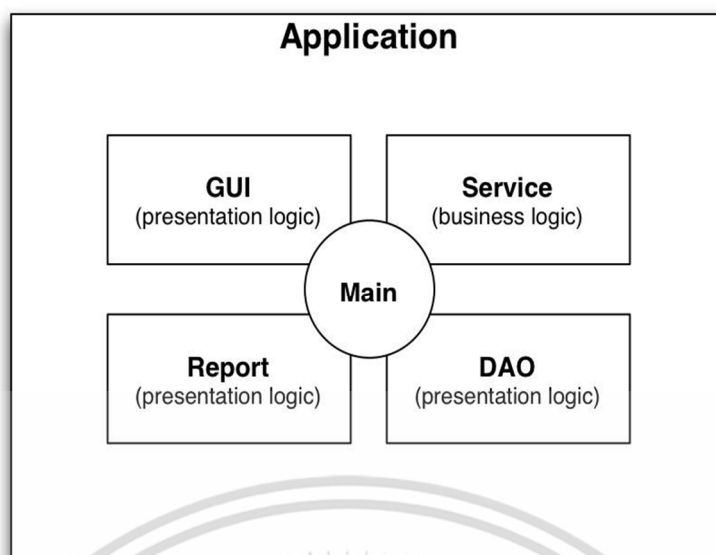 Application
GUI
(presentation logic)
Service
(business logic)
Main
Report
(presentation logic)
DAO
(presentation logic)